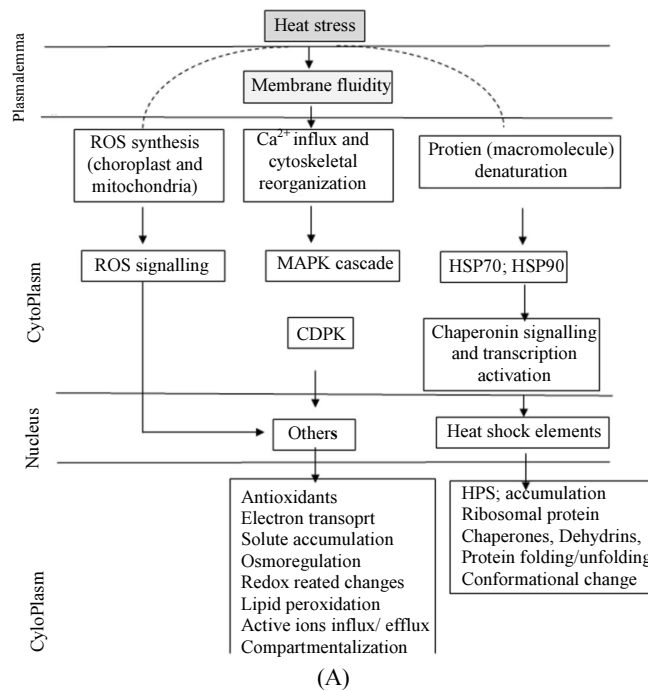 Heat stress
Plasmalemma
Membrane fluidity
ROS synthesis
(choroplast and
mitochondria)
Ca²⁺ influx and
cytoskeletal
reorganization
Protien (macromolecule)
denaturation
CytoPlasm
ROS signalling
MAPK cascade
HSP70; HSP90
CDPK
Chaperonin signalling
and transcription
activation
Nucleus
Others
Heat shock elements
CyloPlasm
Antioxidants
Electron transoprt
Solute accumulation
Osmoregulation
Redox reated changes
Lipid peroxidation
Active ions influx/ efflux
Compartmentalization
HPS; accumulation
Ribosomal protein
Chaperones, Dehydrins,
Protein folding/unfolding
Conformational change
(A)